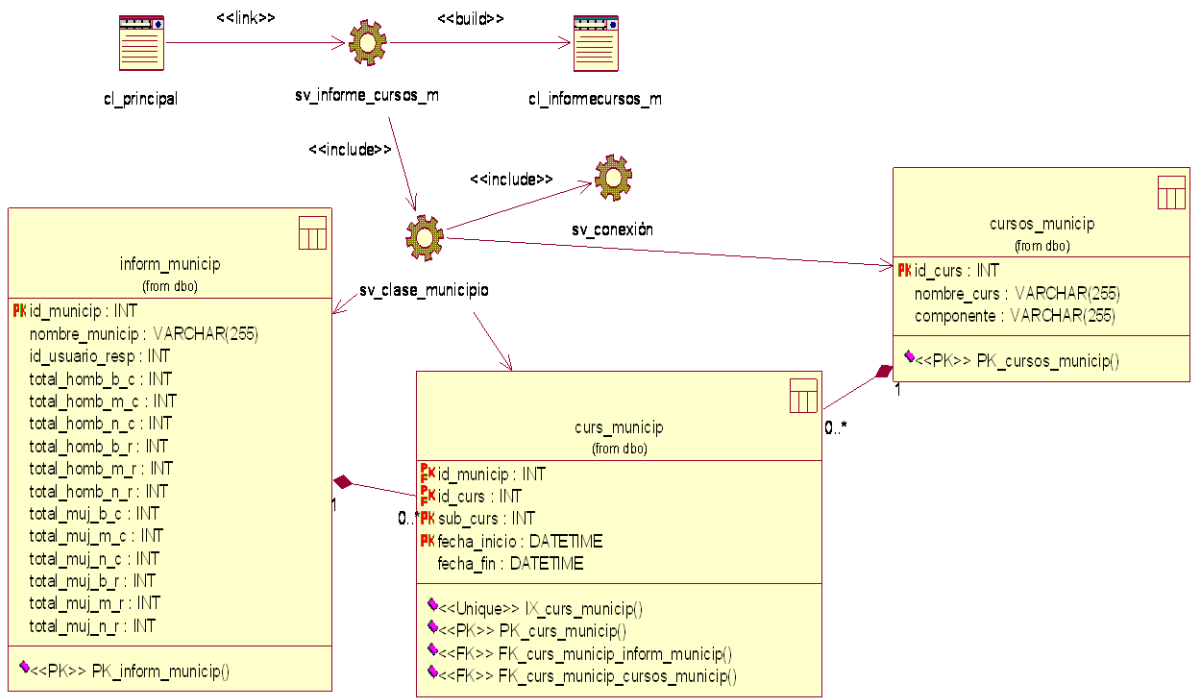 <<link>>
<<build>>
cl_principal
sv_informe_cursos_m
cl_informecursos_m
<<include>>
<<include>>
sv_conexión
sv_clase_municipio
inform_municip
(from dbo)
PK id_municip : INT
nombre_municip : VARCHAR(255)
id_usuario_resp : INT
total_homb_b_c : INT
total_homb_m_c : INT
total_homb_n_c : INT
total_homb_b_r : INT
total_homb_m_r : INT
total_homb_n_r : INT
total_muj_b_c : INT
total_muj_m_c : INT
total_muj_n_c : INT
total_muj_b_r : INT
total_muj_m_r : INT
total_muj_n_r : INT
<<PK>> PK_inform_municip()
1
0..*
curs_municip
(from dbo)
PFK id_municip : INT
PFK id_curs : INT
PK sub_curs : INT
PK fecha_inicio : DATETIME
fecha_fin : DATETIME
<<Unique>> IX_curs_municip()
<<PK>> PK_curs_municip()
<<FK>> FK_curs_municip_inform_municip()
<<FK>> FK_curs_municip_cursos_municip()
0..*
1
cursos_municip
(from dbo)
PK id_curs : INT
nombre_curs : VARCHAR(255)
componente : VARCHAR(255)
<<PK>> PK_cursos_municip()